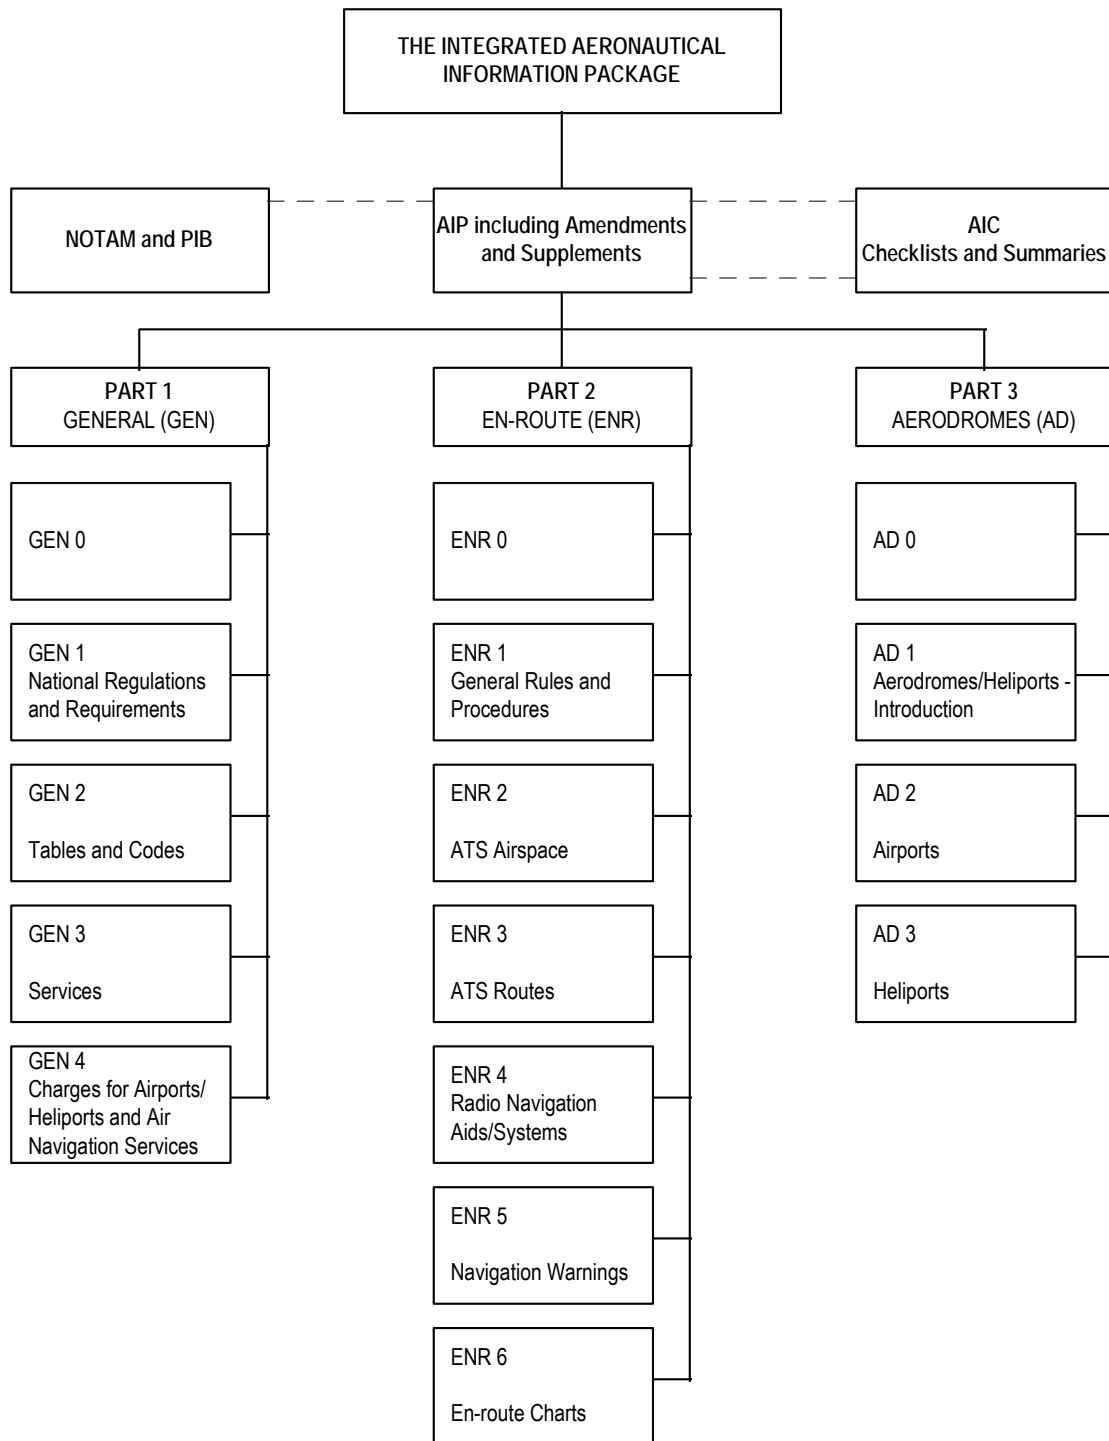 THE INTEGRATED AERONAUTICAL
INFORMATION PACKAGE
NOTAM and PIB
AIP including Amendments
and Supplements
AIC
Checklists and Summaries
PART 1
GENERAL (GEN)
PART 2
EN-ROUTE (ENR)
PART 3
AERODROMES (AD)
GEN 0
GEN 1
National Regulations
and Requirements
GEN 2
Tables and Codes
GEN 3
Services
GEN 4
Charges for Airports/
Heliports and Air
Navigation Services
ENR 0
ENR 1
General Rules and
Procedures
ENR 2
ATS Airspace
ENR 3
ATS Routes
ENR 4
Radio Navigation
Aids/Systems
ENR 5
Navigation Warnings
ENR 6
En-route Charts
AD 0
AD 1
Aerodromes/Heliports -
Introduction
AD 2
Airports
AD 3
Heliports